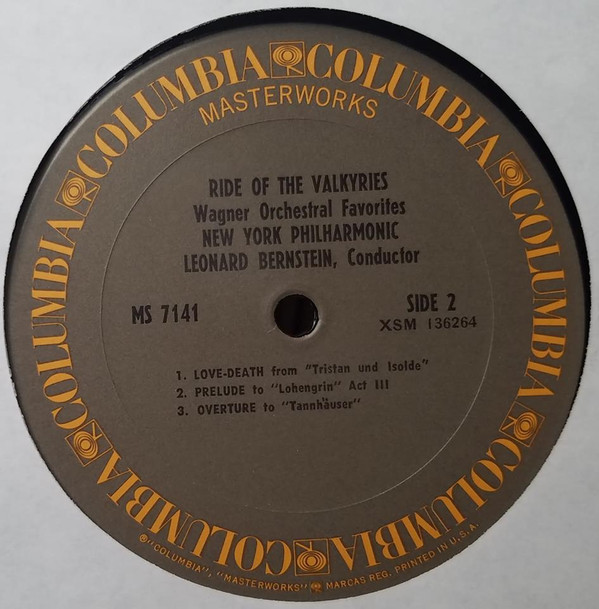 COLUMBIA COLUMBIA COLUMBIA COLUMBIA COLUMBIA COLUMBIA COLUMBIA
MASTERWORKS
RIDE OF THE VALKYRIES
Wagner Orchestral Favorites
NEW YORK PHILHARMONIC
LEONARD BERNSTEIN, Conductor
MS 7141
SIDE 2
XSM 136264
1. LOVE-DEATH from "Tristan und Isolde"
2. PRELUDE to "Lohengrin" Act III
3. OVERTURE to "Tannhäuser"
® "COLUMBIA", "MASTERWORKS" MARCAS REG. PRINTED IN U.S.A.